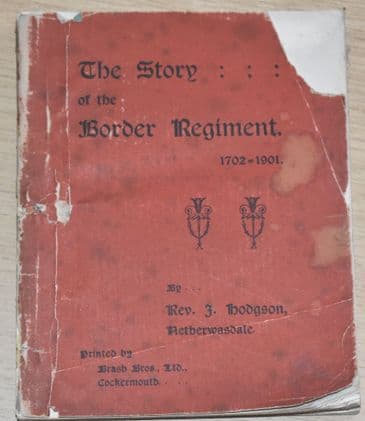 The Story : : :
of the
Border Regiment.
1702=1901.
By . . .
Rev. J. Hodgson,
Netherwasdale.
Printed by
Brash Bros., Ltd.,
Cockermouth. . . .